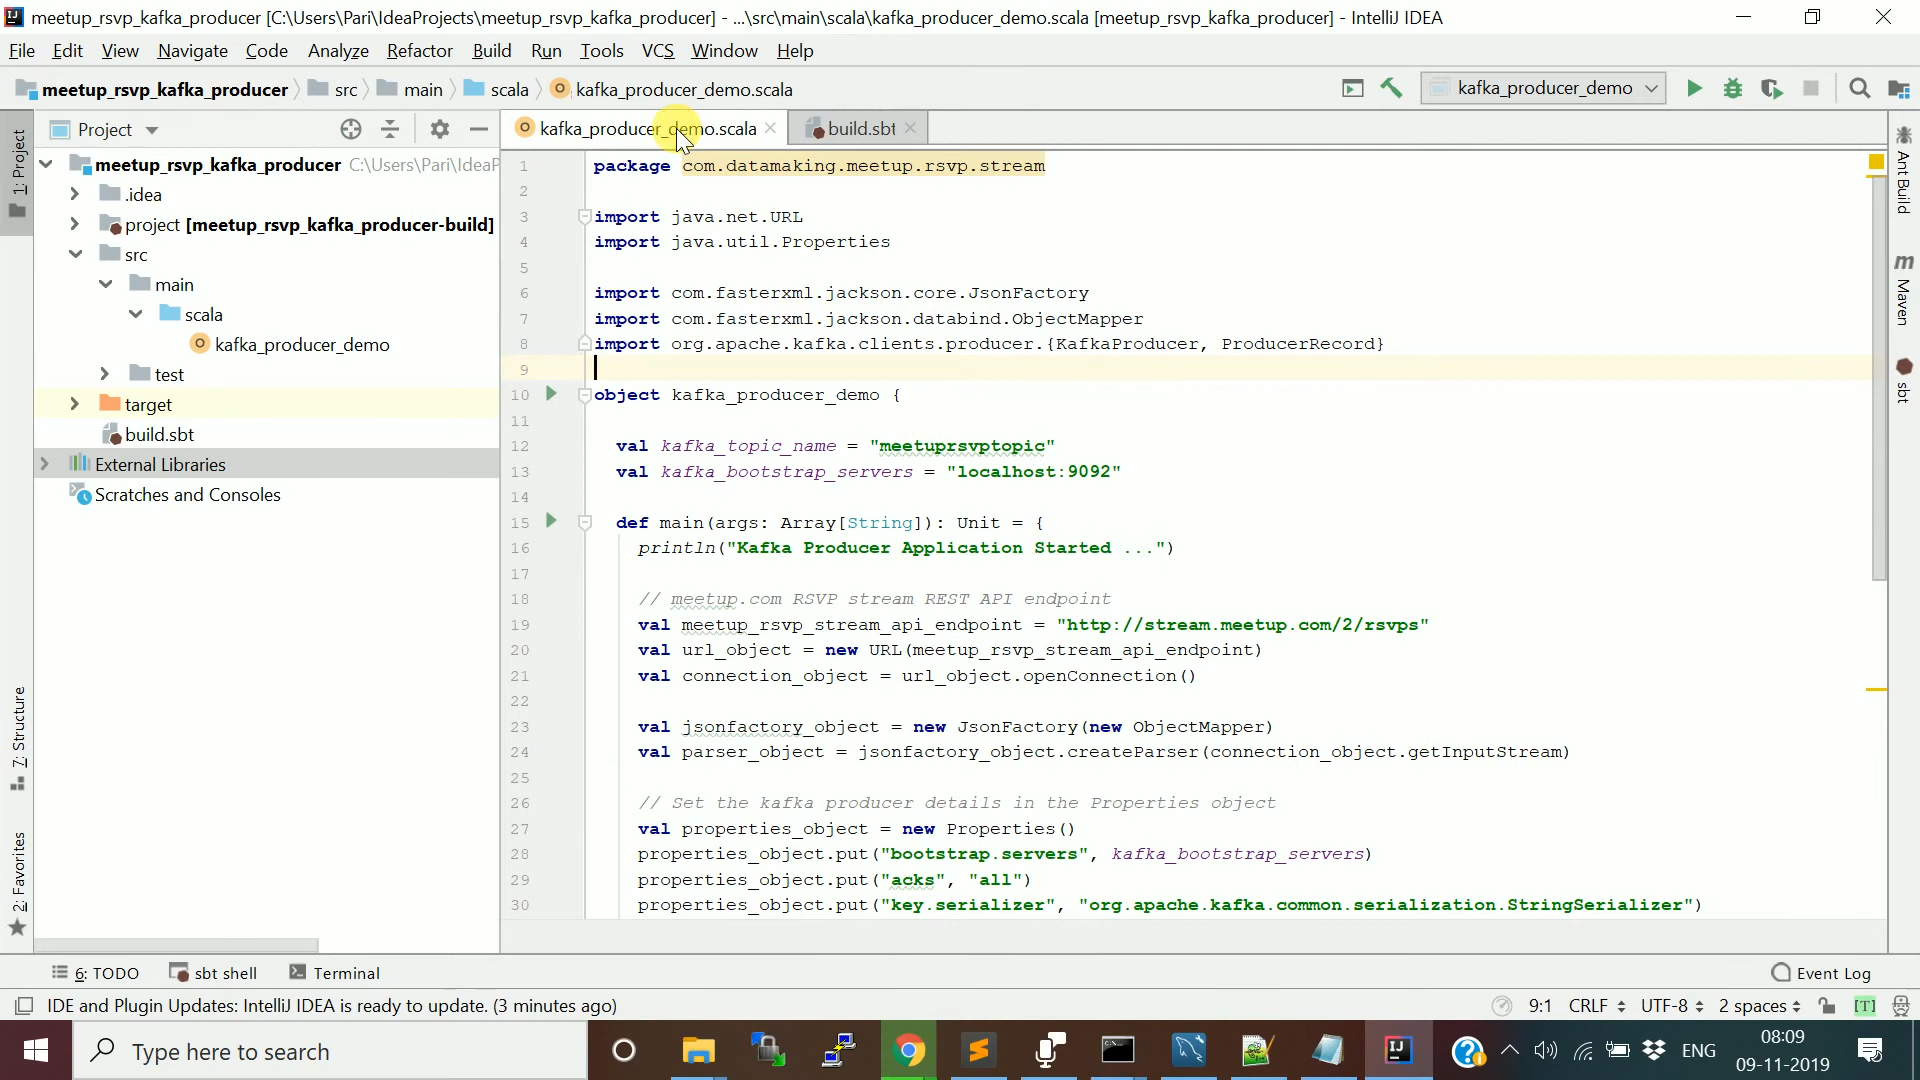 meetup_rsvp_kafka_producer [C:\Users\Pari\IdeaProjects\meetup_rsvp_kafka_producer] - ...\src\main\scala\kafka_producer_demo.scala [meetup_rsvp_kafka_producer] - IntelliJ IDEA
File Edit View Navigate Code Analyze Refactor Build Run Tools VCS Window Help
meetup_rsvp_kafka_producer src main scala kafka_producer_demo.scala kafka_producer_demo
Project kafka_producer_demo.scala build.sbt
1: Project
meetup_rsvp_kafka_producer C:\Users\Pari\IdeaP
.idea
project [meetup_rsvp_kafka_producer-build]
src
main
scala
kafka_producer_demo
test
target
build.sbt
External Libraries
Scratches and Consoles
7: Structure
2: Favorites
1 package com.datamaking.meetup.rsvp.stream
2
3 import java.net.URL
4 import java.util.Properties
5
6 import com.fasterxml.jackson.core.JsonFactory
7 import com.fasterxml.jackson.databind.ObjectMapper
8 import org.apache.kafka.clients.producer.{KafkaProducer, ProducerRecord}
9
10 object kafka_producer_demo {
11
12 val kafka_topic_name = "meetuprsvptopic"
13 val kafka_bootstrap_servers = "localhost:9092"
14
15 def main(args: Array[String]): Unit = {
16 println("Kafka Producer Application Started ...")
17
18 // meetup.com RSVP stream REST API endpoint
19 val meetup_rsvp_stream_api_endpoint = "http://stream.meetup.com/2/rsvps"
20 val url_object = new URL(meetup_rsvp_stream_api_endpoint)
21 val connection_object = url_object.openConnection()
22
23 val jsonfactory_object = new JsonFactory(new ObjectMapper)
24 val parser_object = jsonfactory_object.createParser(connection_object.getInputStream)
25
26 // Set the kafka producer details in the Properties object
27 val properties_object = new Properties()
28 properties_object.put("bootstrap.servers", kafka_bootstrap_servers)
29 properties_object.put("acks", "all")
30 properties_object.put("key.serializer", "org.apache.kafka.common.serialization.StringSerializer")
Ant Build
Maven
sbt
6: TODO sbt shell Terminal Event Log
IDE and Plugin Updates: IntelliJ IDEA is ready to update. (3 minutes ago) 9:1 CRLF UTF-8 2 spaces [T]
Type here to search ENG
08:09
09-11-2019